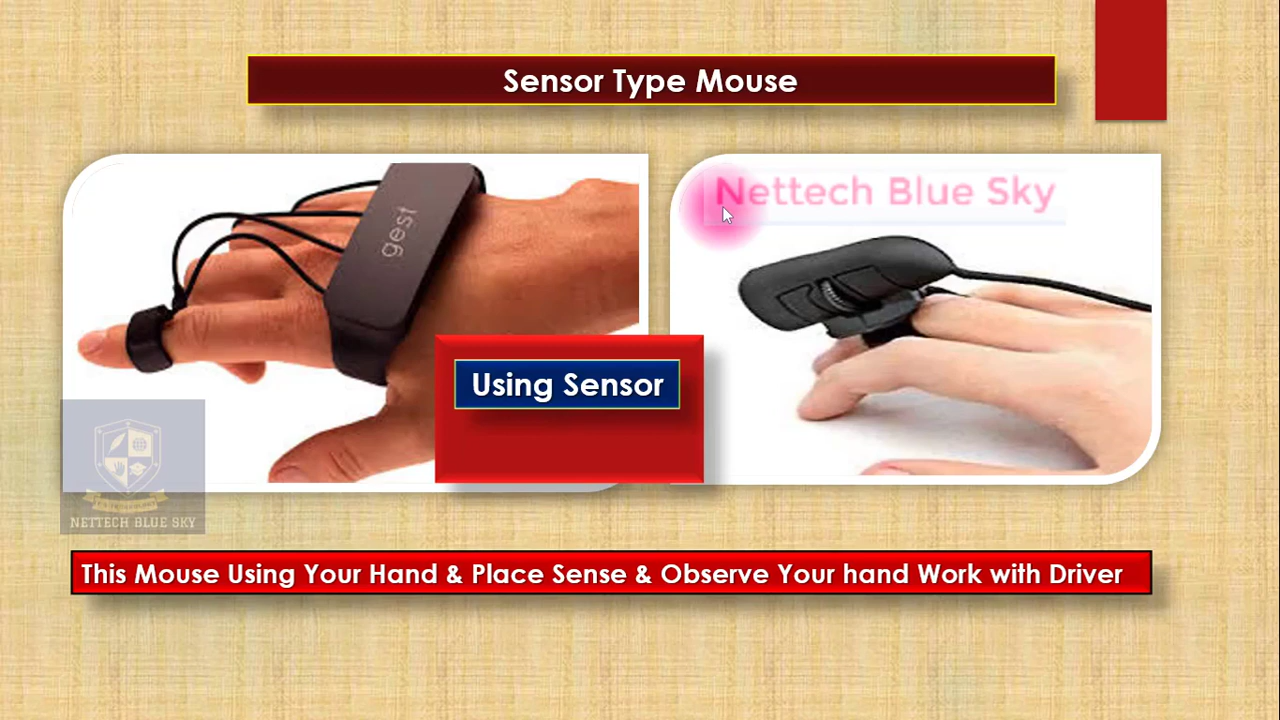 Sensor Type Mouse
gest
Nettech Blue Sky
Using Sensor
NETTECH BLUE SKY
This Mouse Using Your Hand & Place Sense & Observe Your hand Work with Driver